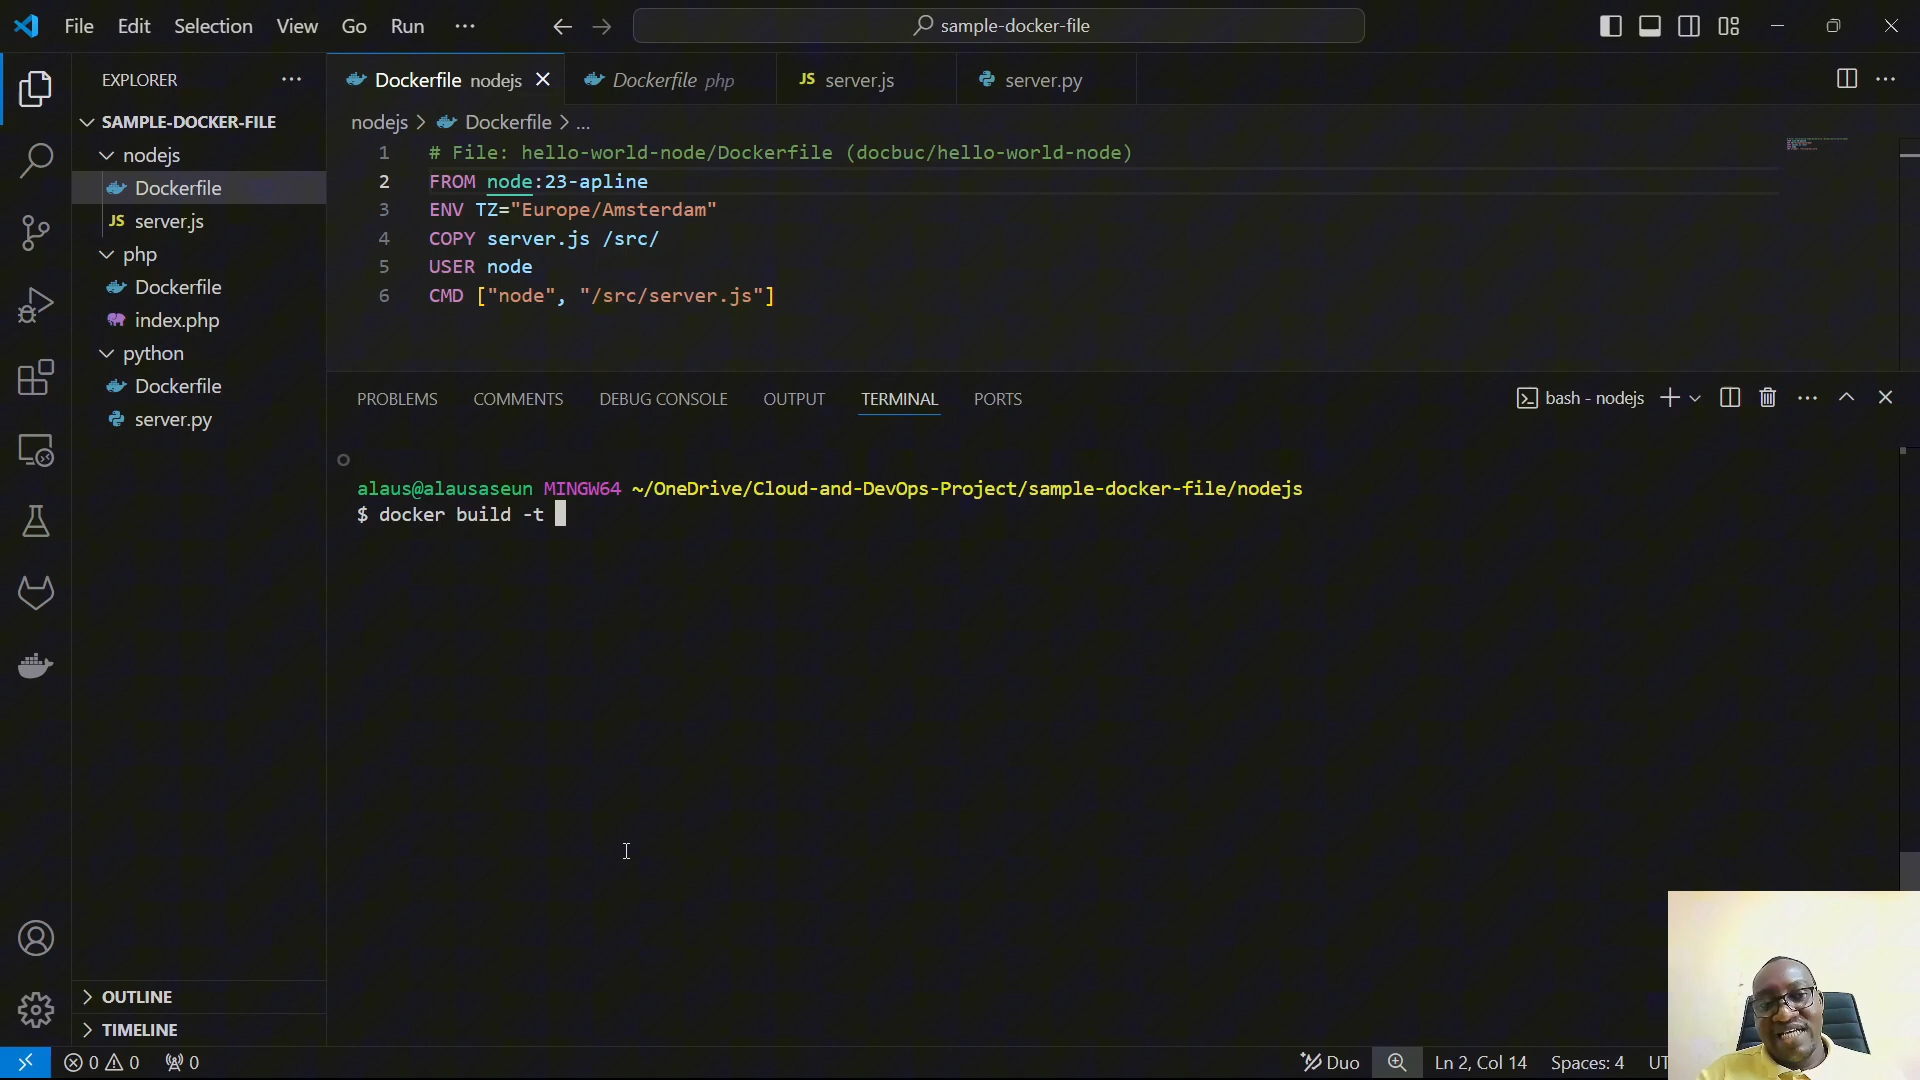 File Edit Selection View Go Run ... sample-docker-file
EXPLORER ...
SAMPLE-DOCKER-FILE
nodejs
Dockerfile
JS server.js
php
Dockerfile
index.php
python
Dockerfile
server.py
OUTLINE
TIMELINE
Dockerfile nodejs Dockerfile php JS server.js server.py
nodejs > Dockerfile > ...
1 # File: hello-world-node/Dockerfile (docbuc/hello-world-node)
2 FROM node:23-apline
3 ENV TZ="Europe/Amsterdam"
4 COPY server.js /src/
5 USER node
6 CMD ["node", "/src/server.js"]
PROBLEMS COMMENTS DEBUG CONSOLE OUTPUT TERMINAL PORTS bash - nodejs
alaus@alausaseun MINGW64 ~/OneDrive/Cloud-and-DevOps-Project/sample-docker-file/nodejs
$ docker build -t
0 0 0 Duo Ln 2, Col 14 Spaces: 4